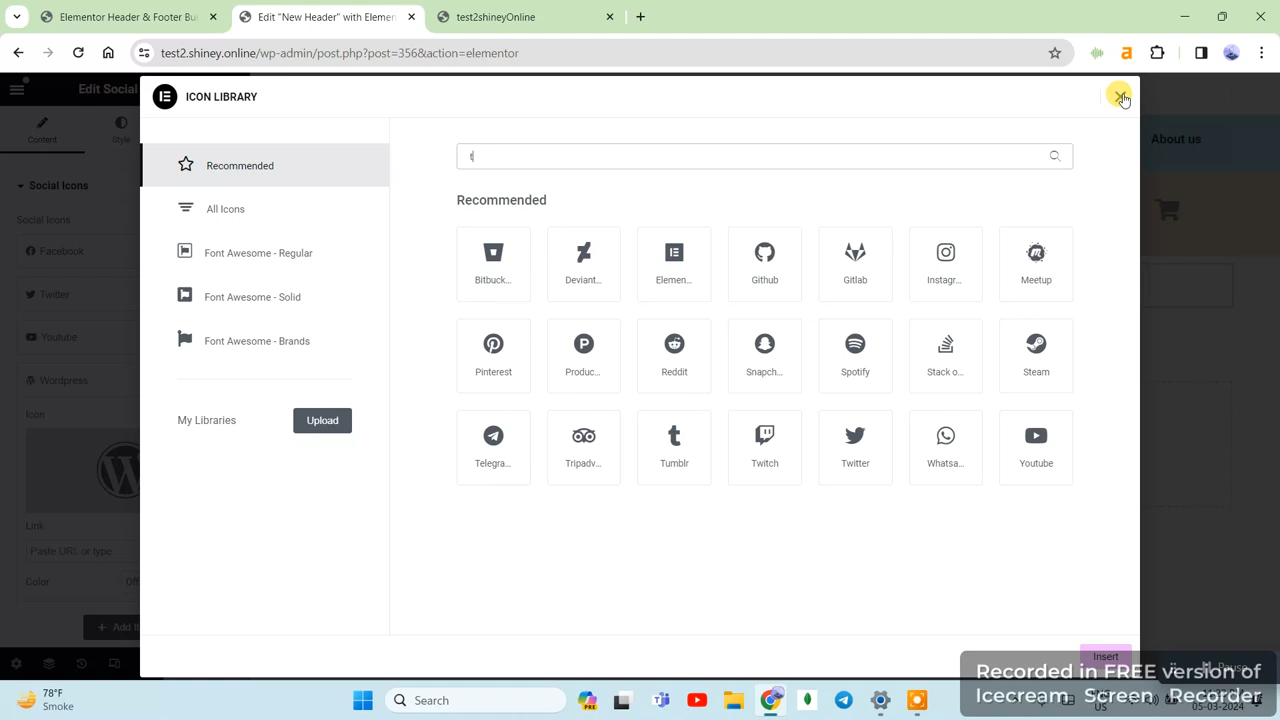 Elementor Header & Footer Bu
Edit "New Header" with Elemen
test2shineyOnline
test2.shiney.online/wp-admin/post.php?post=356&action=elementor
Edit Social
ICON LIBRARY
Content
Style
About us
t
Recommended
Social Icons
Recommended
All Icons
Social Icons
Facebook
Font Awesome - Regular
Bitbuck...
Deviant...
Elemen...
Github
Gitlab
Instagr...
Meetup
Twitter
Font Awesome - Solid
Youtube
Font Awesome - Brands
Wordpress
Pinterest
Produc...
Reddit
Snapch...
Spotify
Stack o...
Steam
Icon
My Libraries
Upload
Telegra...
Tripadv...
Tumblr
Twitch
Twitter
Whatsa...
Youtube
Link
Paste URL or type
Color
Off
+ Add It
Insert
Pause
Recorded in FREE version of
Icecream Screen Recorder
78°F
Smoke
Search
US
05-03-2024